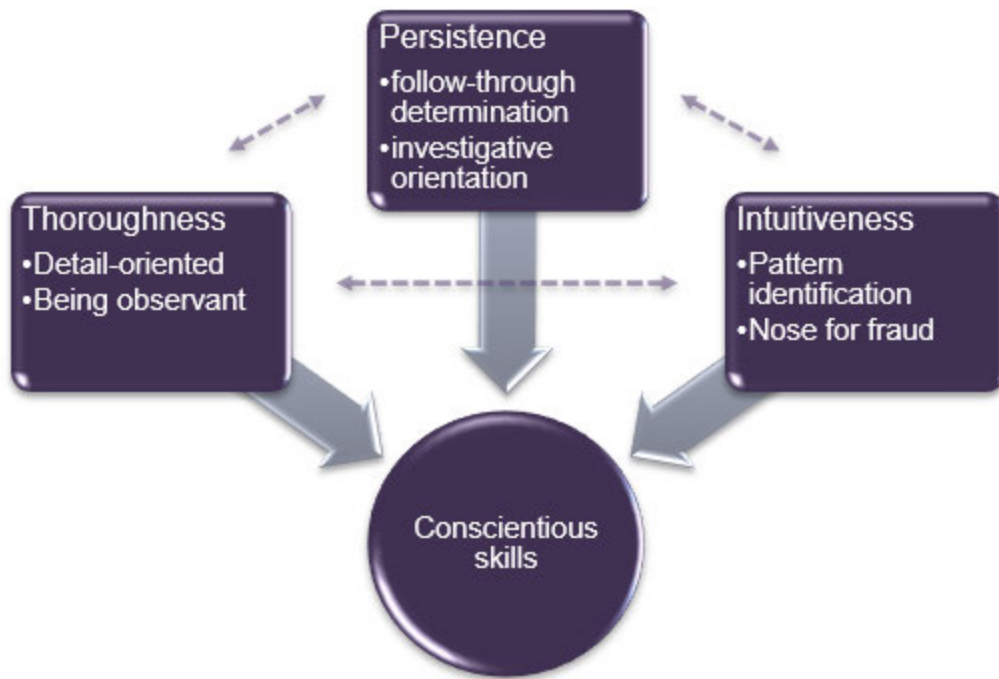 Persistence
•follow-through
determination
•investigative
orientation
Thoroughness
•Detail-oriented
•Being observant
Intuitiveness
•Pattern
identification
•Nose for fraud
Conscientious
skills